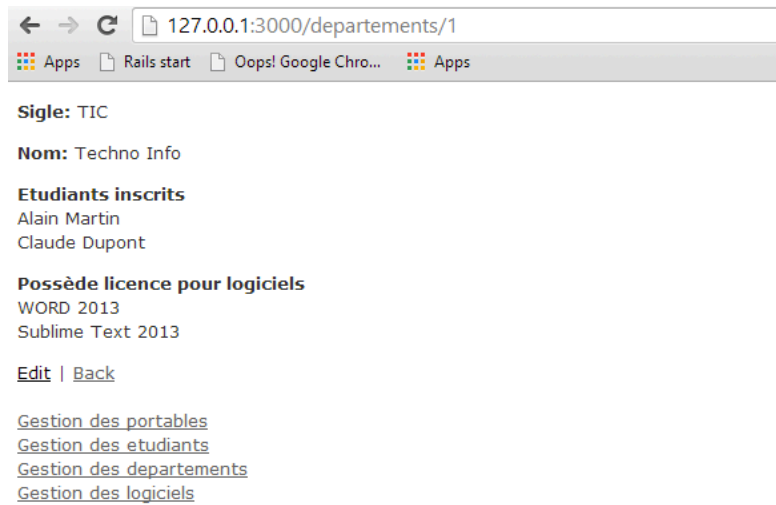 127.0.0.1:3000/departements/1
Apps Rails start Oops! Google Chro... Apps
Sigle: TIC
Nom: Techno Info
Etudiants inscrits
Alain Martin
Claude Dupont
Possède licence pour logiciels
WORD 2013
Sublime Text 2013
Edit | Back
Gestion des portables
Gestion des etudiants
Gestion des departements
Gestion des logiciels